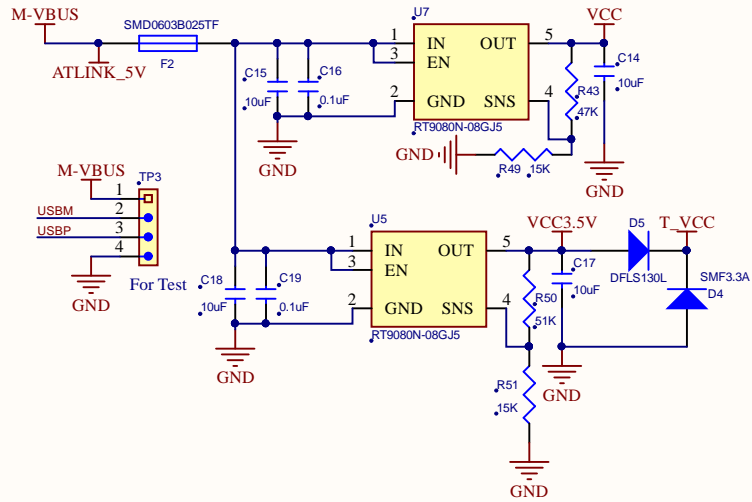 M-VBUS
SMD0603B025TF
F2
ATLINK_5V
C15
10uF
C16
0.1uF
GND
U7
1 IN OUT 5
3 EN
2 GND SNS 4
RT9080N-08GJ5
VCC
C14
10uF
R43
47K
GND
R49 15K
GND
M-VBUS
TP3
1
USBM 2
USBP 3
4
GND
For Test
C18
10uF
C19
0.1uF
GND
U5
1 IN OUT 5
3 EN
2 GND SNS 4
RT9080N-08GJ5
VCC3.5V
D5
DFLS130L
T_VCC
SMF3.3A
D4
C17
10uF
R50
51K
GND
R51
15K
GND